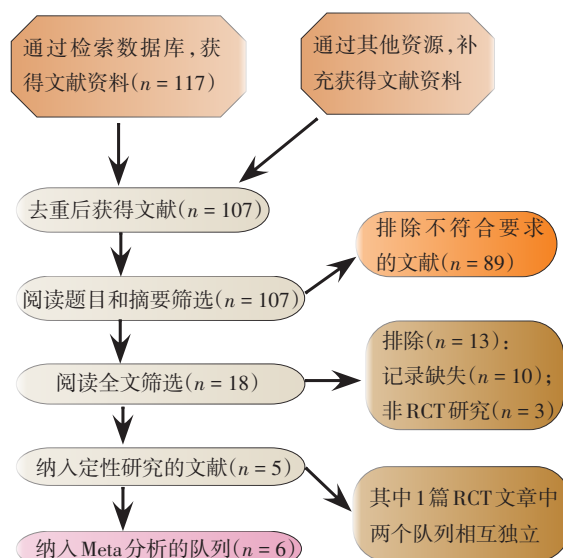 通过检索数据库，获
得文献资料(n = 117)
通过其他资源，补
充获得文献资料
去重后获得文献(n = 107)
排除不符合要求
的文献(n = 89)
阅读题目和摘要筛选(n = 107)
排除(n = 13)：
记录缺失(n = 10)；
非RCT研究(n = 3)
阅读全文筛选(n = 18)
纳入定性研究的文献(n = 5)
其中1篇RCT文章中
两个队列相互独立
纳入Meta分析的队列(n = 6)